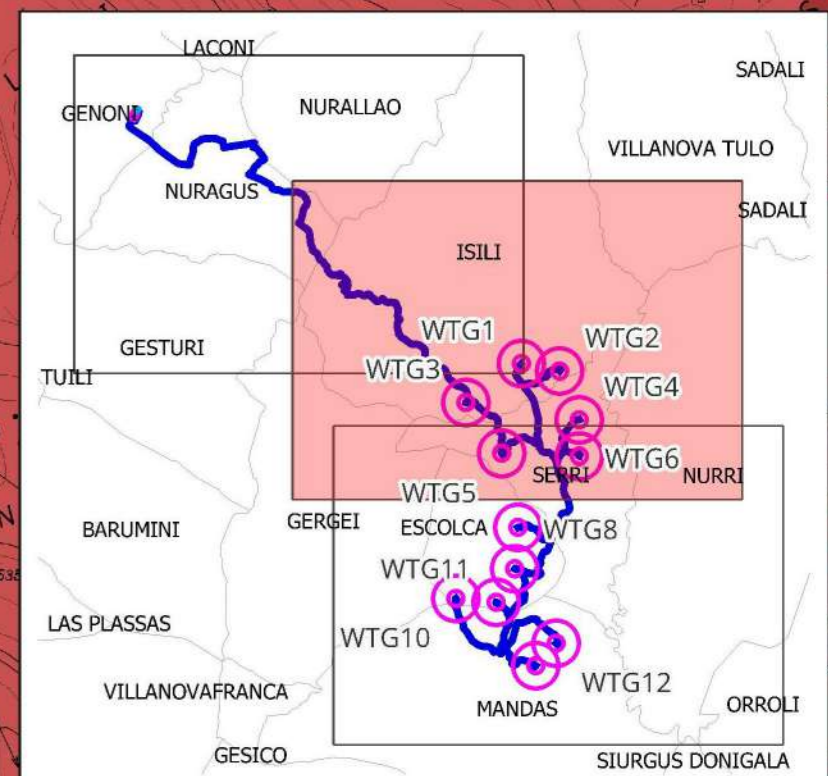 LACONI
SADALI
GENONI
NURALLAO
VILLANOVA TULO
NURAGUS
SADALI
ISILI
WTG1
WTG2
GESTURI
WTG3
TUILI
WTG4
WTG6
SERRI
NURRI
WTG5
GERGEI
ESCOLCA
WTG8
BARUMINI
WTG11
LAS PLASSAS
WTG10
WTG12
VILLANOVAFRANCA
MANDAS
ORROLI
GESICO
SIURGUS DONIGALA